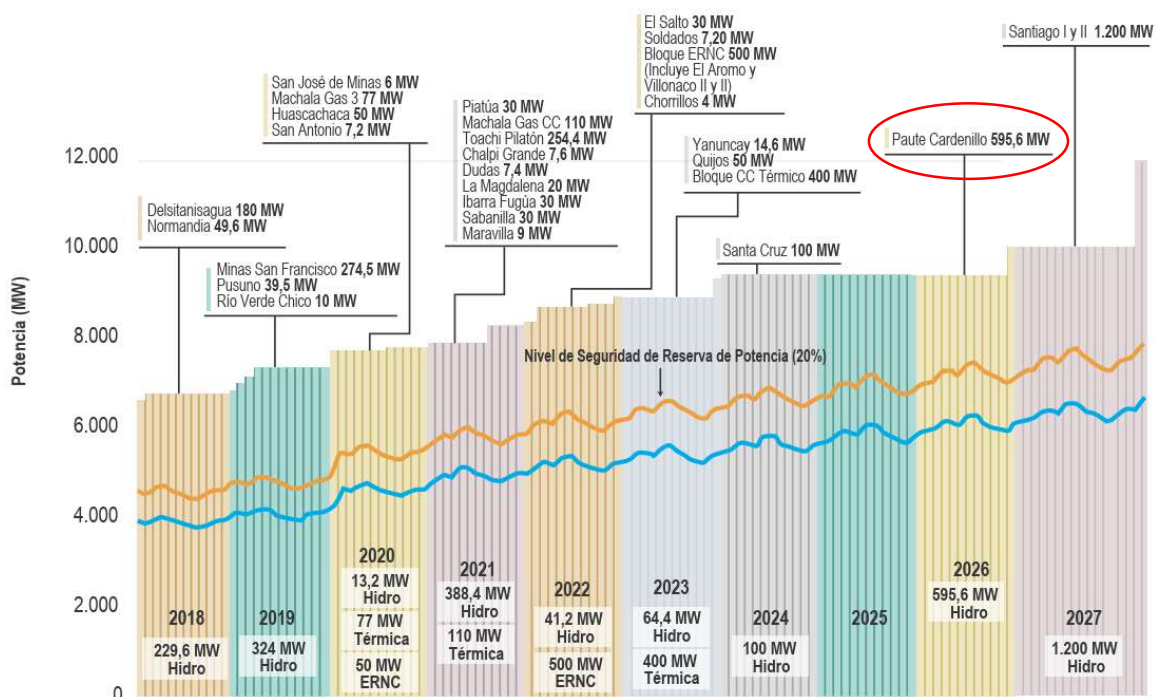 El Salto 30 MW
Soldados 7,20 MW
Bloque ERNC 500 MW
(Incluye El Aromo y
Villonaco II y II)
Chorrillos 4 MW
Santiago I y II 1.200 MW
San José de Minas 6 MW
Machala Gas 3 77 MW
Huascachaca 50 MW
San Antonio 7,2 MW
Piatúa 30 MW
Machala Gas CC 110 MW
Toachi Pilatón 254,4 MW
Chalpi Grande 7,6 MW
Dudas 7,4 MW
La Magdalena 20 MW
Ibarra Fugúa 30 MW
Sabanilla 30 MW
Maravilla 9 MW
Yanuncay 14,6 MW
Quijos 50 MW
Bloque CC Térmico 400 MW
Paute Cardenillo 595,6 MW
Delsitanisagua 180 MW
Normandia 49,6 MW
Minas San Francisco 274,5 MW
Pusuno 39,5 MW
Río Verde Chico 10 MW
Santa Cruz 100 MW
Potencia (MW)
12.000
10.000
8.000
6.000
4.000
2.000
0
Nivel de Seguridad de Reserva de Potencia (20%)
2018
229,6 MW
Hidro
2019
324 MW
Hidro
2020
13,2 MW
Hidro
77 MW
Térmica
50 MW
ERNC
2021
388,4 MW
Hidro
110 MW
Térmica
2022
41,2 MW
Hidro
500 MW
ERNC
2023
64,4 MW
Hidro
400 MW
Térmica
2024
100 MW
Hidro
2025
2026
595,6 MW
Hidro
2027
1.200 MW
Hidro